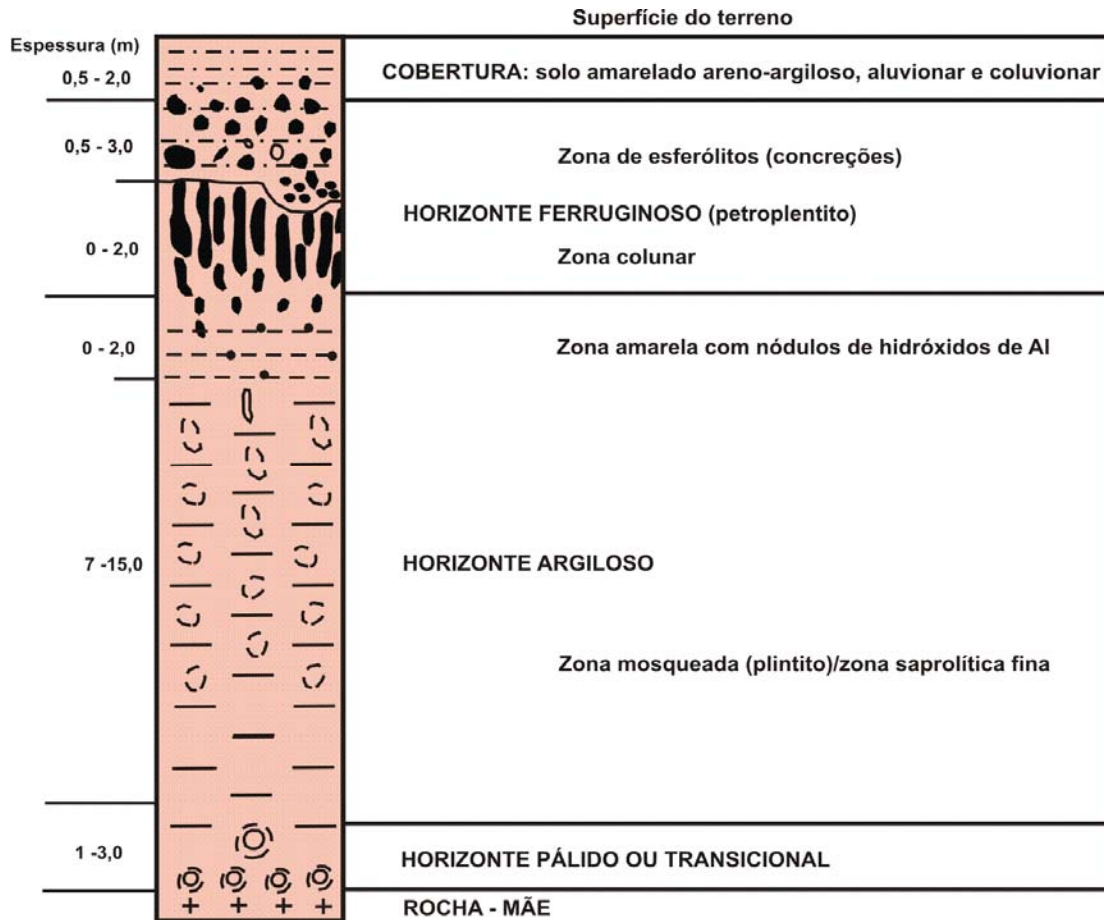 Superfície do terreno
Espessura (m)
0,5 - 2,0
COBERTURA: solo amarelado areno-argiloso, aluvionar e coluvionar
0,5 - 3,0
Zona de esferólitos (concreções)
HORIZONTE FERRUGINOSO (petroplentito)
0 - 2,0
Zona colunar
0 - 2,0
Zona amarela com nódulos de hidróxidos de Al
7 -15,0
HORIZONTE ARGILOSO
Zona mosqueada (plintito)/zona saprolítica fina
1 -3,0
HORIZONTE PÁLIDO OU TRANSICIONAL
ROCHA - MÃE